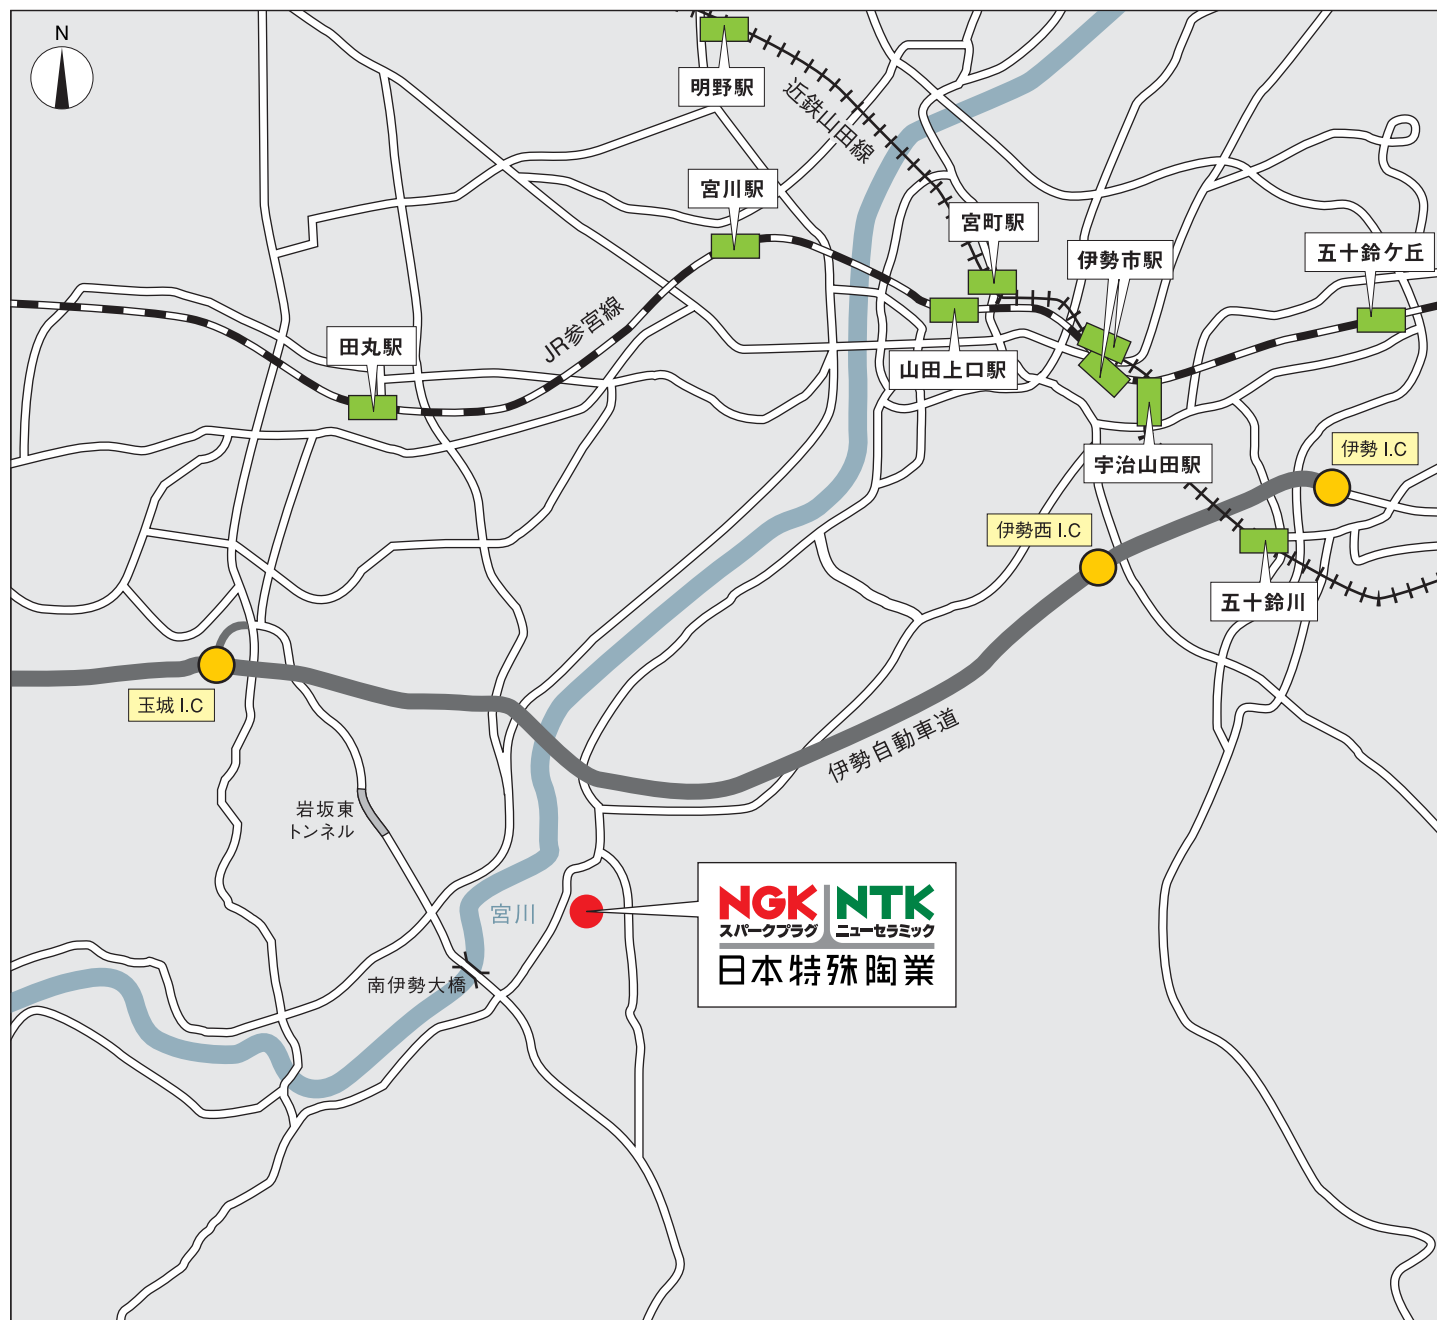 N
明野駅
近鉄山田線
宮川駅
宮町駅
伊勢市駅
五十鈴ケ丘
JR参宮線
田丸駅
山田上口駅
宇治山田駅
伊勢 I.C
伊勢西 I.C
五十鈴川
玉城 I.C
伊勢自動車道
岩坂東
トンネル
宮川
南伊勢大橋
NGK NTK
スパークプラグ ニューセラミック
日本特殊陶業